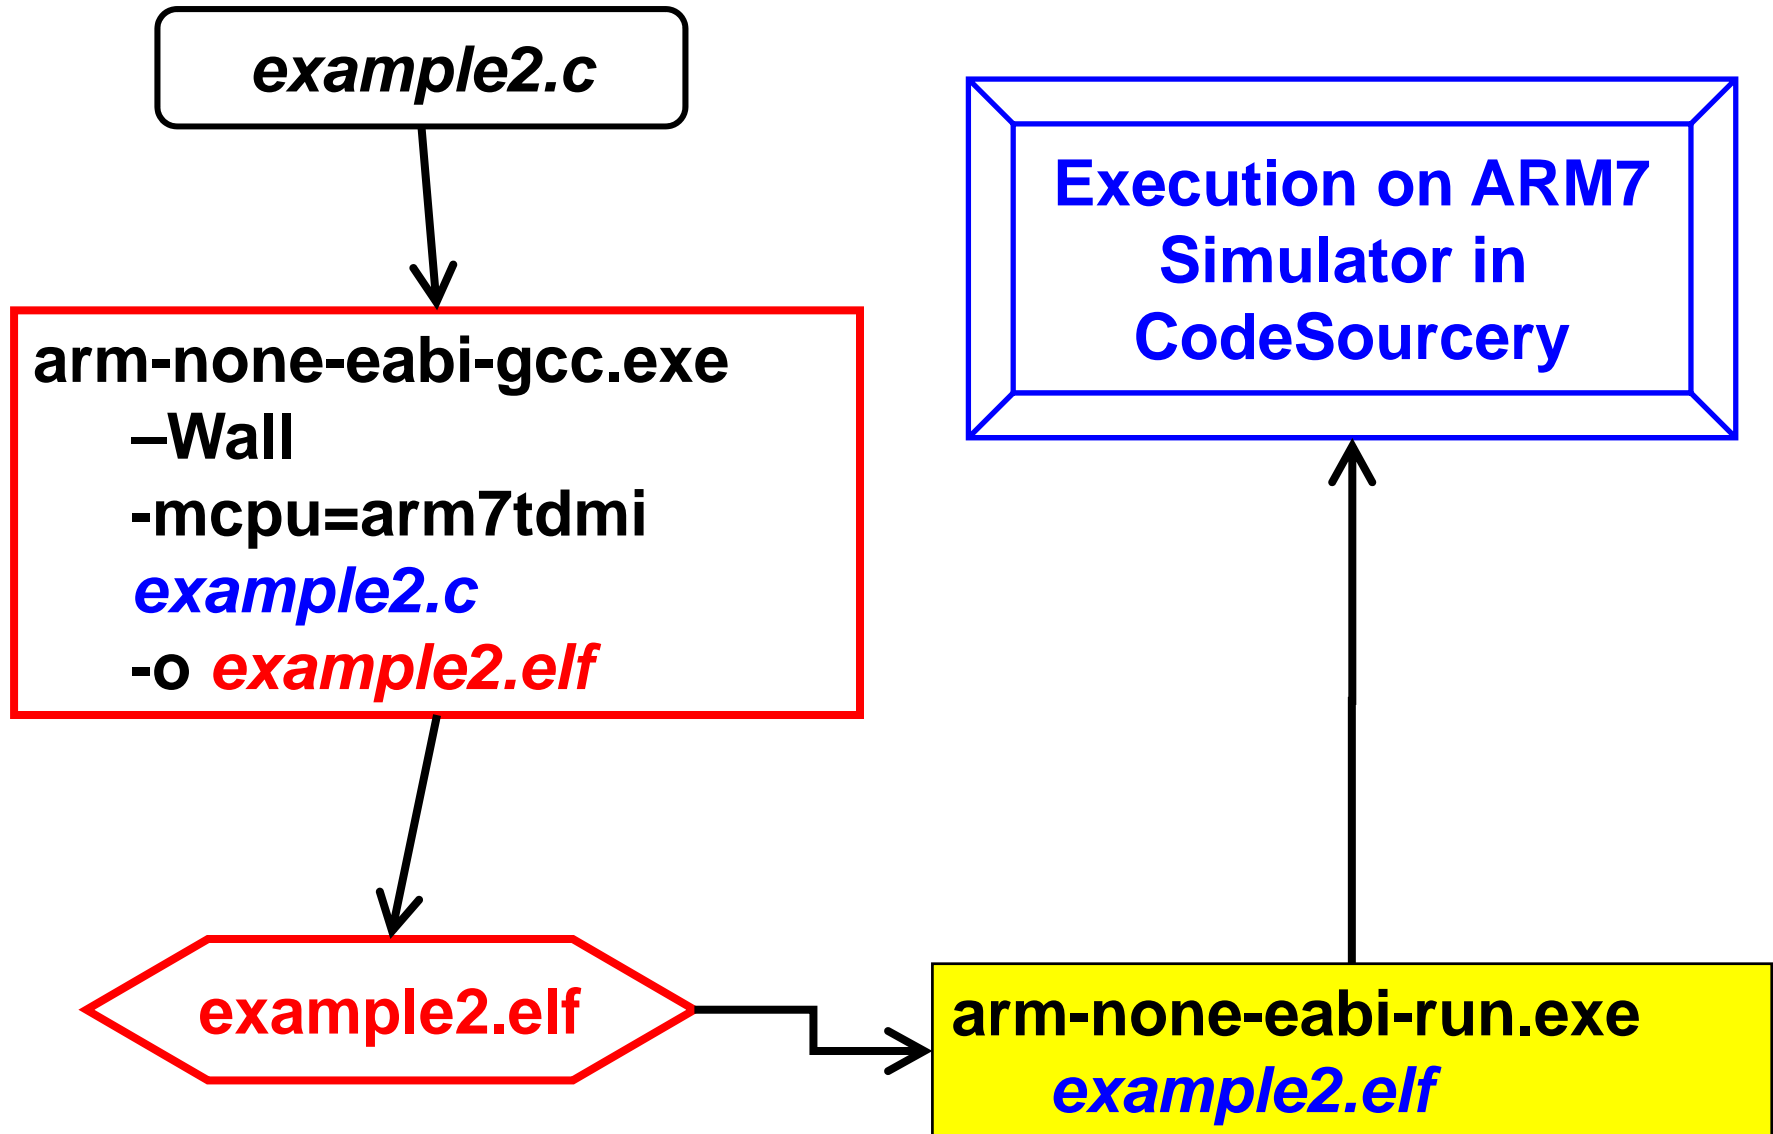 example2.c
arm-none-eabi-gcc.exe
–Wall
-mcpu=arm7tdmi
example2.c
-o example2.elf
example2.elf
arm-none-eabi-run.exe
example2.elf
Execution on ARM7
Simulator in
CodeSourcery